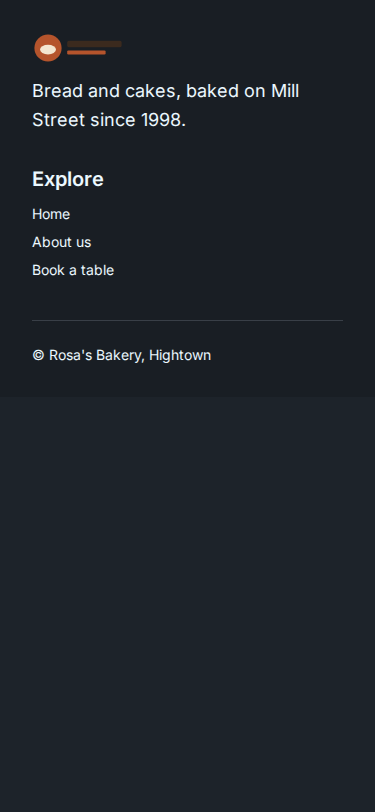 Bread and cakes, baked on Mill
Street since 1998.
Explore
Home
About us
Book a table
© Rosa's Bakery, Hightown